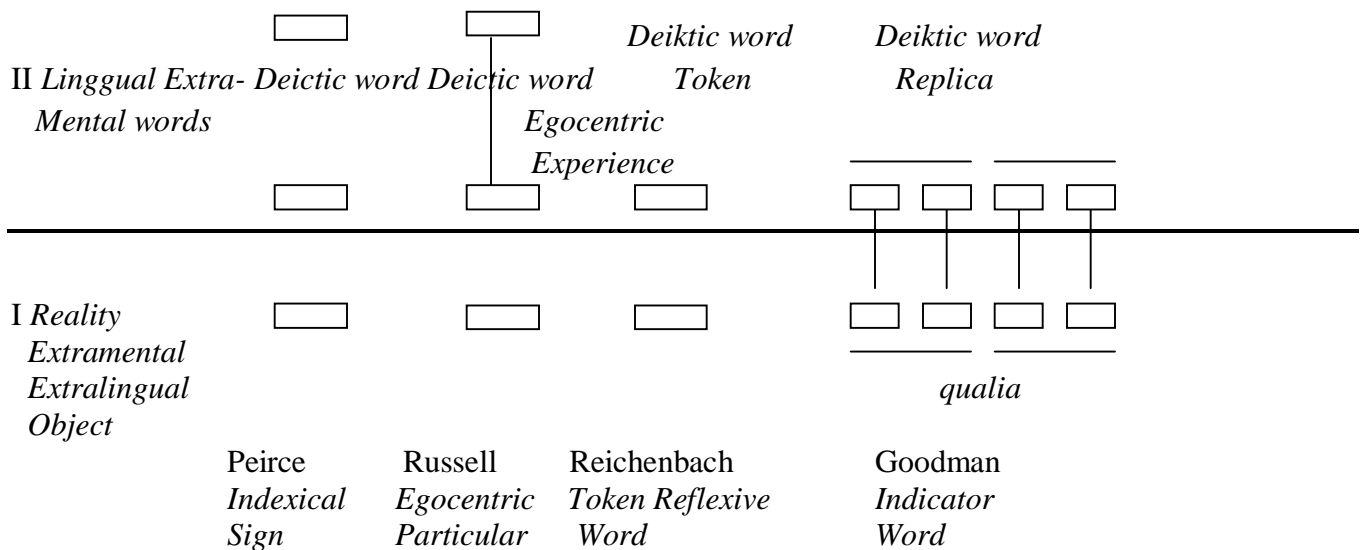 Deiktic word Deiktic word
II Linggual Extra- Deictic word Deictic word Token Replica
Mental words Egocentric
Experience
I Reality
Extramental
Extralingual qualia
Object
Peirce Russell Reichenbach Goodman
Indexical Egocentric Token Reflexive Indicator
Sign Particular Word Word